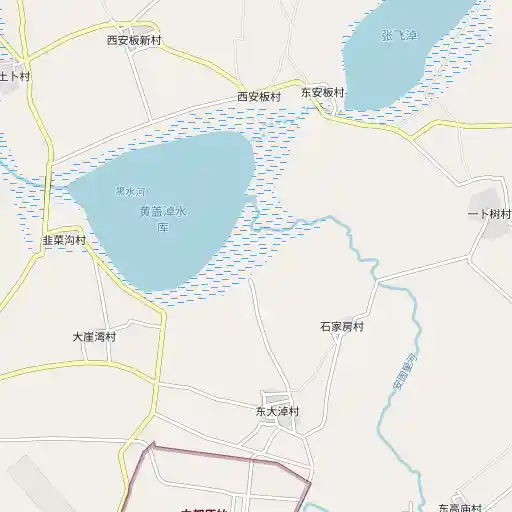 张飞淖
西安板新村
土卜村
东安板村
西安板村
黑水河
黄盖淖水
库
一卜树村
韭菜沟村
石家房村
大崖湾村
安固里河
东大淖村
东高庙村